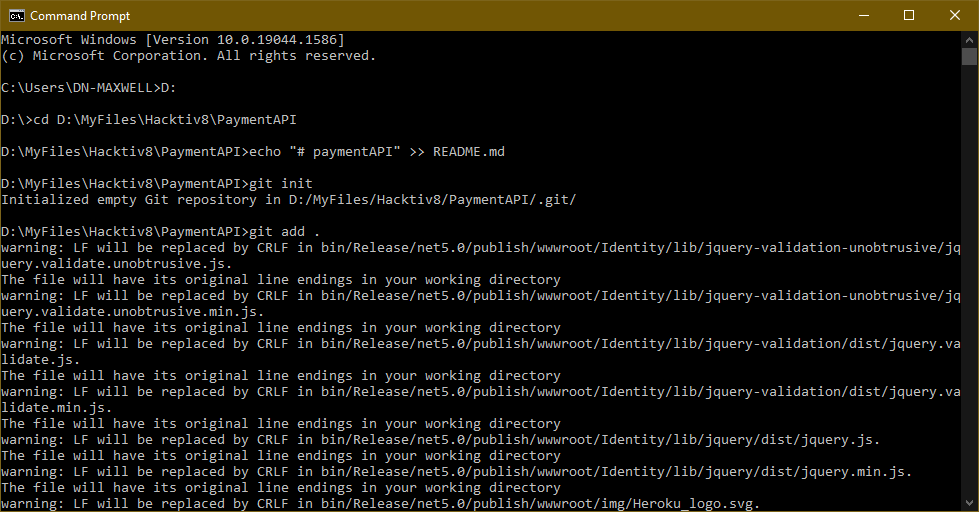 Command Prompt
Microsoft Windows [Version 10.0.19044.1586]
(c) Microsoft Corporation. All rights reserved.
C:\Users\DN-MAXWELL>D:
D:\>cd D:\MyFiles\Hacktiv8\PaymentAPI
D:\MyFiles\Hacktiv8\PaymentAPI>echo "# paymentAPI" >> README.md
D:\MyFiles\Hacktiv8\PaymentAPI>git init
Initialized empty Git repository in D:/MyFiles/Hacktiv8/PaymentAPI/.git/
D:\MyFiles\Hacktiv8\PaymentAPI>git add .
warning: LF will be replaced by CRLF in bin/Release/net5.0/publish/wwwroot/Identity/lib/jquery-validation-unobtrusive/jq
uery.validate.unobtrusive.js.
The file will have its original line endings in your working directory
warning: LF will be replaced by CRLF in bin/Release/net5.0/publish/wwwroot/Identity/lib/jquery-validation-unobtrusive/jq
uery.validate.unobtrusive.min.js.
The file will have its original line endings in your working directory
warning: LF will be replaced by CRLF in bin/Release/net5.0/publish/wwwroot/Identity/lib/jquery-validation/dist/jquery.va
lidate.js.
The file will have its original line endings in your working directory
warning: LF will be replaced by CRLF in bin/Release/net5.0/publish/wwwroot/Identity/lib/jquery-validation/dist/jquery.va
lidate.min.js.
The file will have its original line endings in your working directory
warning: LF will be replaced by CRLF in bin/Release/net5.0/publish/wwwroot/Identity/lib/jquery/dist/jquery.js.
The file will have its original line endings in your working directory
warning: LF will be replaced by CRLF in bin/Release/net5.0/publish/wwwroot/Identity/lib/jquery/dist/jquery.min.js.
The file will have its original line endings in your working directory
warning: LF will be replaced by CRLF in bin/Release/net5.0/publish/wwwroot/img/Heroku_logo.svg.